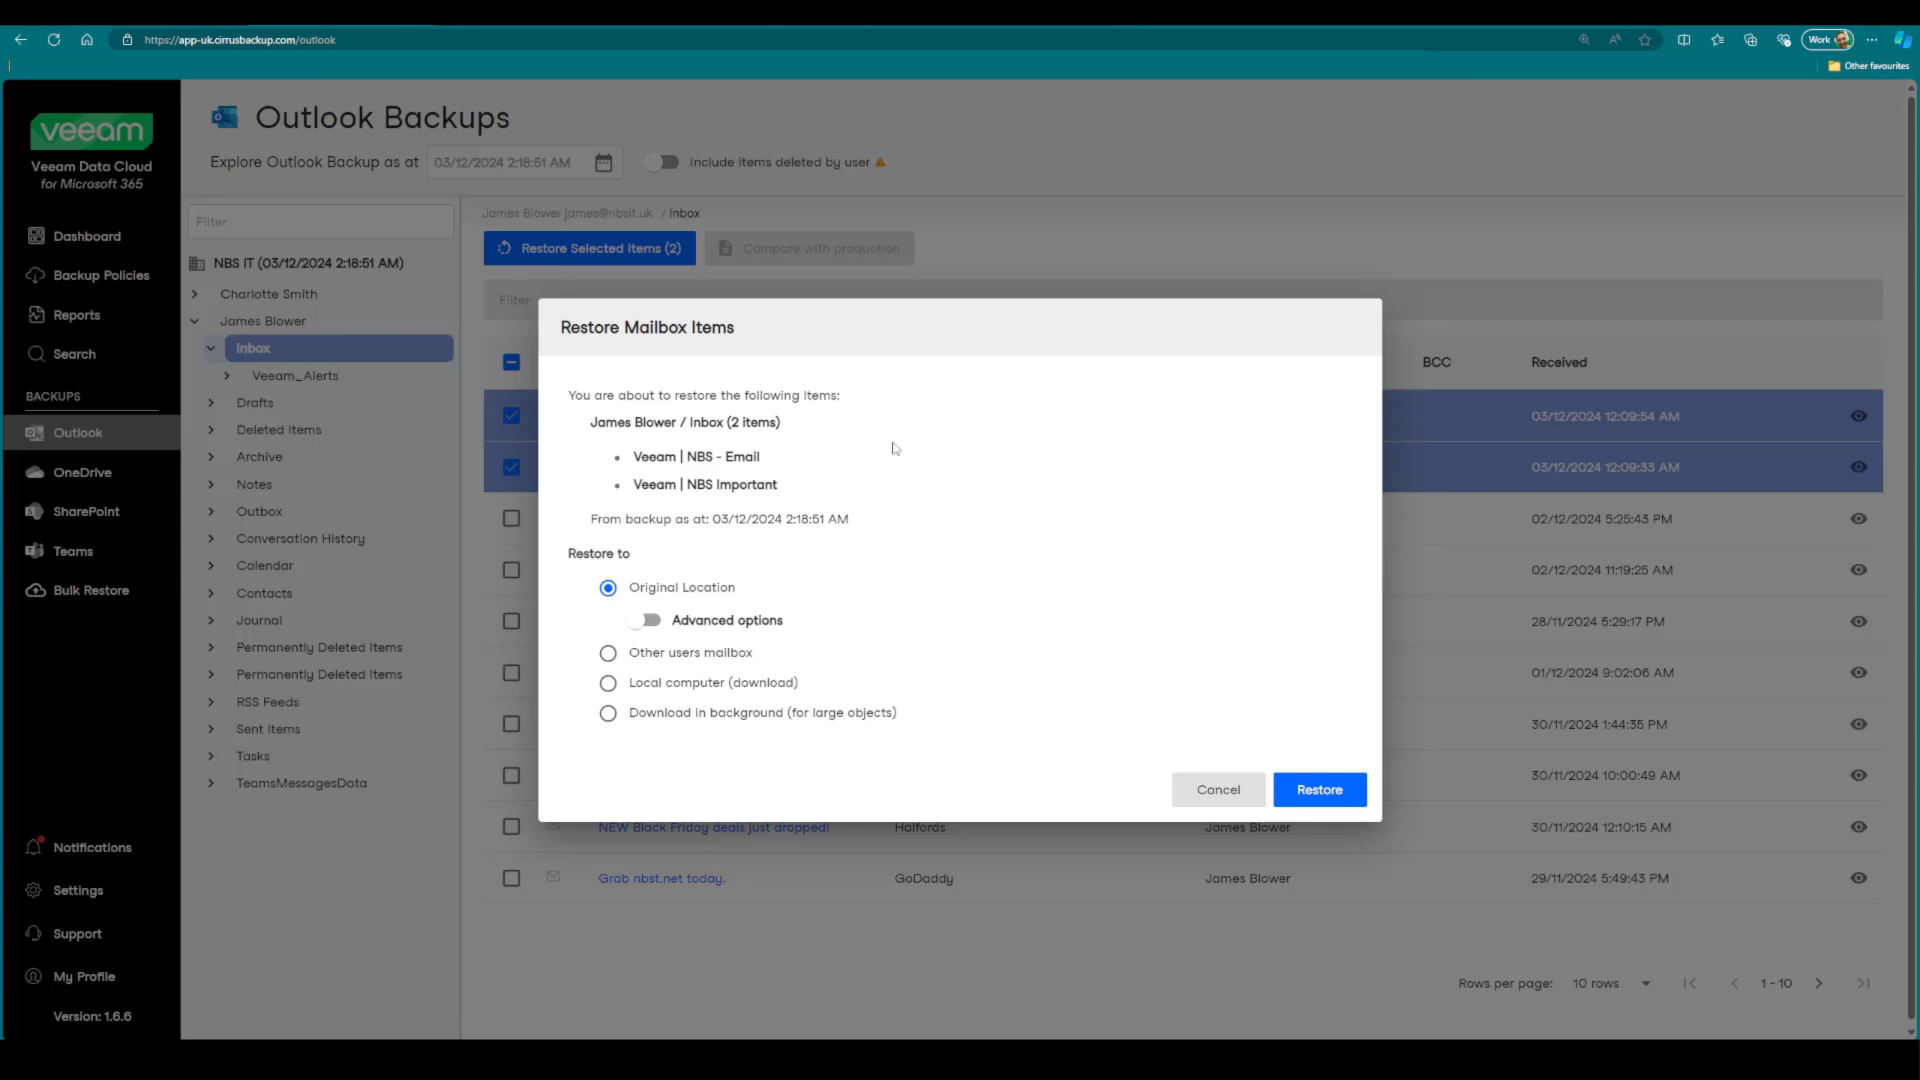 https://app-uk.cirrusbackup.com/outlook
Work
Other favourites
veeam
Veeam Data Cloud
for Microsoft 365
Dashboard
Backup Policies
Reports
Search
BACKUPS
Outlook
OneDrive
SharePoint
Teams
Bulk Restore
Notifications
Settings
Support
My Profile
Version: 1.6.6
Outlook Backups
Explore Outlook Backup as at 03/12/2024 2:18:51 AM Include items deleted by user
Filter
NBS IT (03/12/2024 2:18:51 AM)
Charlotte Smith
James Blower
Inbox
Veeam_Alerts
Drafts
Deleted Items
Archive
Notes
Outbox
Conversation History
Calendar
Contacts
Journal
Permanently Deleted Items
Permanently Deleted Items
RSS Feeds
Sent Items
Tasks
TeamsMessagesData
James Blower james@nbsit.uk / Inbox
Restore Selected Items (2) Compare with production
Filter
BCC Received
03/12/2024 12:09:54 AM
03/12/2024 12:09:33 AM
02/12/2024 5:25:43 PM
02/12/2024 11:19:25 AM
28/11/2024 5:29:17 PM
01/12/2024 9:02:06 AM
30/11/2024 1:44:35 PM
30/11/2024 10:00:49 AM
NEW Black Friday deals just dropped! Halfords James Blower 30/11/2024 12:10:15 AM
Grab nbst.net today. GoDaddy James Blower 29/11/2024 5:49:43 PM
Rows per page: 10 rows 1 - 10
Restore Mailbox Items
You are about to restore the following items:
James Blower / Inbox (2 items)
• Veeam | NBS - Email
• Veeam | NBS Important
From backup as at: 03/12/2024 2:18:51 AM
Restore to
Original Location
Advanced options
Other users mailbox
Local computer (download)
Download in background (for large objects)
Cancel Restore